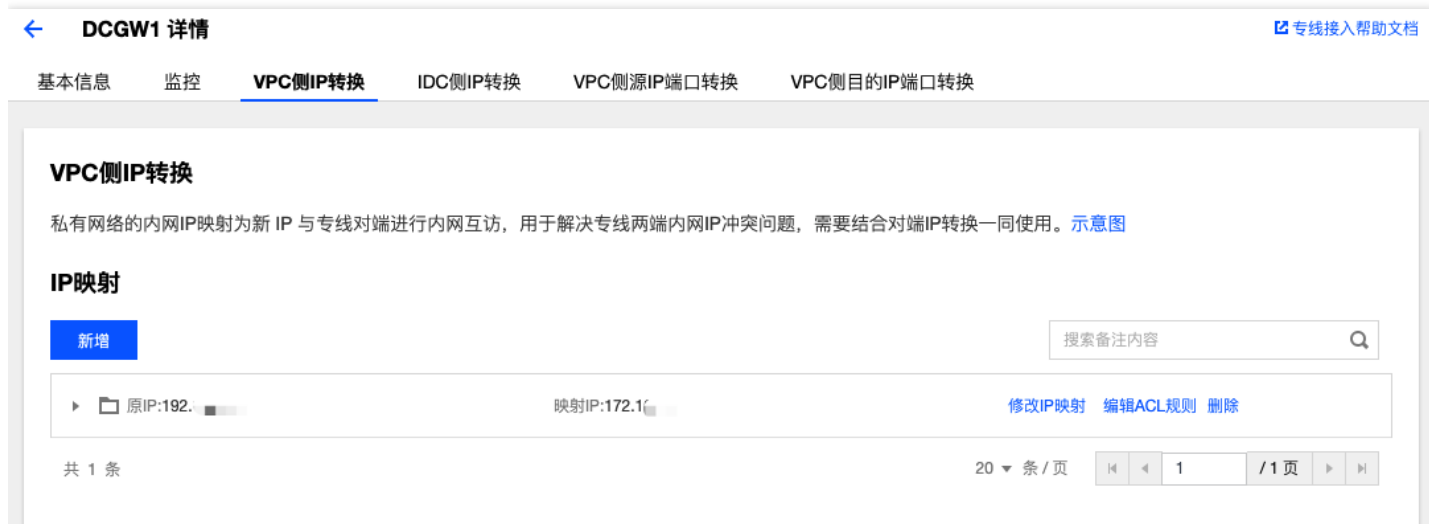 DCGW1 详情
专线接入帮助文档
基本信息 监控 VPC侧IP转换 IDC侧IP转换 VPC侧源IP端口转换 VPC侧目的IP端口转换
VPC侧IP转换
私有网络的内网IP映射为新 IP 与专线对端进行内网互访，用于解决专线两端内网IP冲突问题，需要结合对端IP转换一同使用。示意图
IP映射
新增
搜索备注内容
原IP:192. 映射IP:172. 修改IP映射 编辑ACL规则 删除
共 1 条 20 条 / 页 1 / 1 页